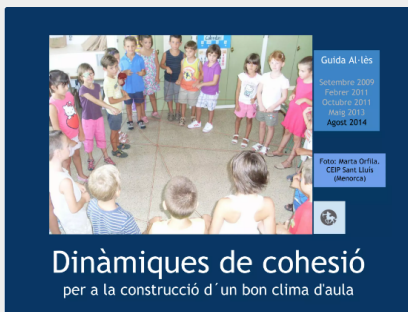 Guida Al·lès
Setembre 2009
Febrer 2011
Octubre 2011
Maig 2013
Agost 2014
Foto: Marta Orfila.
CEIP Sant Lluís
(Menorca)
Dinàmiques de cohesió
per a la construcció d´un bon clima d'aula